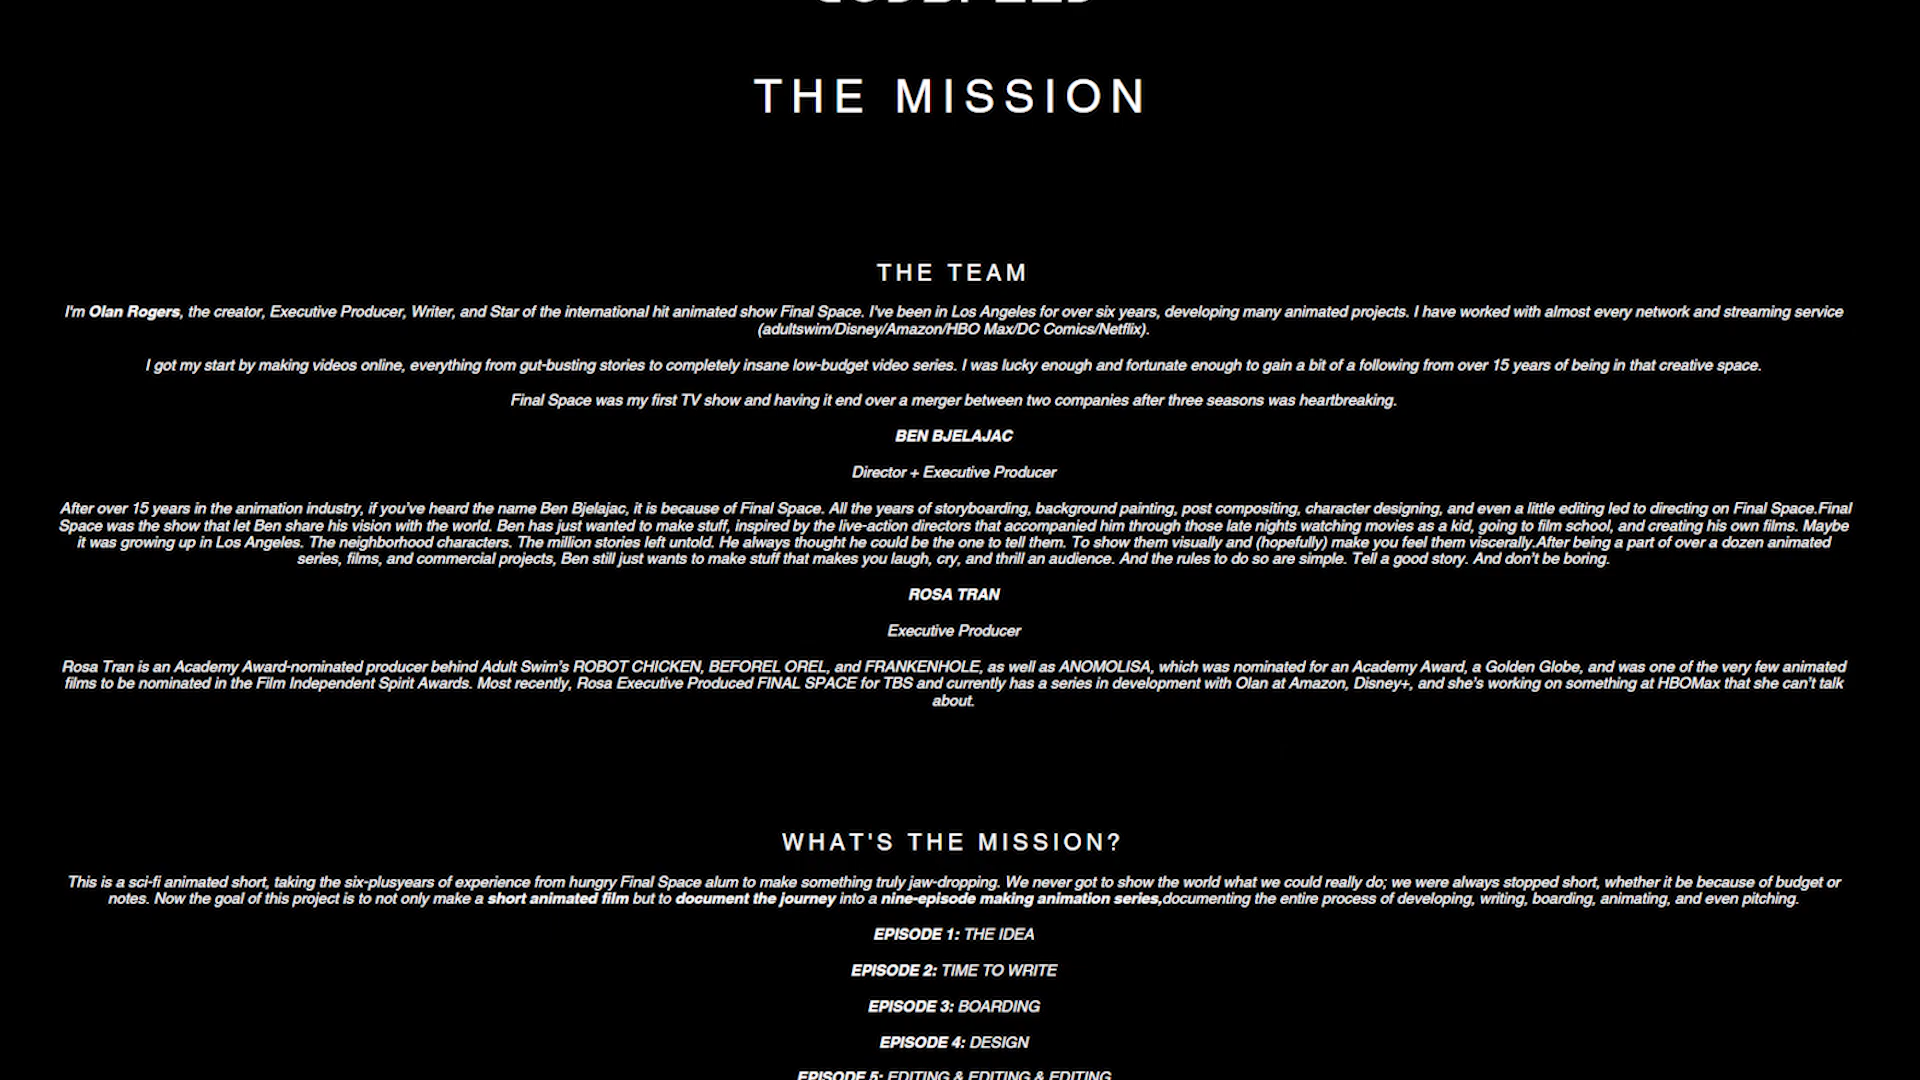 GODSPEED
THE MISSION
THE TEAM
I'm Olan Rogers, the creator, Executive Producer, Writer, and Star of the international hit animated show Final Space. I've been in Los Angeles for over six years, developing many animated projects. I have worked with almost every network and streaming service
(adultswim/Disney/Amazon/HBO Max/DC Comics/Netflix).
I got my start by making videos online, everything from gut-busting stories to completely insane low-budget video series. I was lucky enough and fortunate enough to gain a bit of a following from over 15 years of being in that creative space.
Final Space was my first TV show and having it end over a merger between two companies after three seasons was heartbreaking.
BEN BJELAJAC
Director + Executive Producer
After over 15 years in the animation industry, if you've heard the name Ben Bjelajac, it is because of Final Space. All the years of storyboarding, background painting, post compositing, character designing, and even a little editing led to directing on Final Space.Final
Space was the show that let Ben share his vision with the world. Ben has just wanted to make stuff, inspired by the live-action directors that accompanied him through those late nights watching movies as a kid, going to film school, and creating his own films. Maybe
it was growing up in Los Angeles. The neighborhood characters. The million stories left untold. He always thought he could be the one to tell them. To show them visually and (hopefully) make you feel them viscerally.After being a part of over a dozen animated
series, films, and commercial projects, Ben still just wants to make stuff that makes you laugh, cry, and thrill an audience. And the rules to do so are simple. Tell a good story. And don't be boring.
ROSA TRAN
Executive Producer
Rosa Tran is an Academy Award-nominated producer behind Adult Swim's ROBOT CHICKEN, BEFOREL OREL, and FRANKENHOLE, as well as ANOMOLISA, which was nominated for an Academy Award, a Golden Globe, and was one of the very few animated
films to be nominated in the Film Independent Spirit Awards. Most recently, Rosa Executive Produced FINAL SPACE for TBS and currently has a series in development with Olan at Amazon, Disney+, and she's working on something at HBOMax that she can't talk
about.
WHAT'S THE MISSION?
This is a sci-fi animated short, taking the six-plusyears of experience from hungry Final Space alum to make something truly jaw-dropping. We never got to show the world what we could really do; we were always stopped short, whether it be because of budget or
notes. Now the goal of this project is to not only make a short animated film but to document the journey into a nine-episode making animation series,documenting the entire process of developing, writing, boarding, animating, and even pitching.
EPISODE 1: THE IDEA
EPISODE 2: TIME TO WRITE
EPISODE 3: BOARDING
EPISODE 4: DESIGN
EPISODE 5: EDITING & EDITING & EDITING